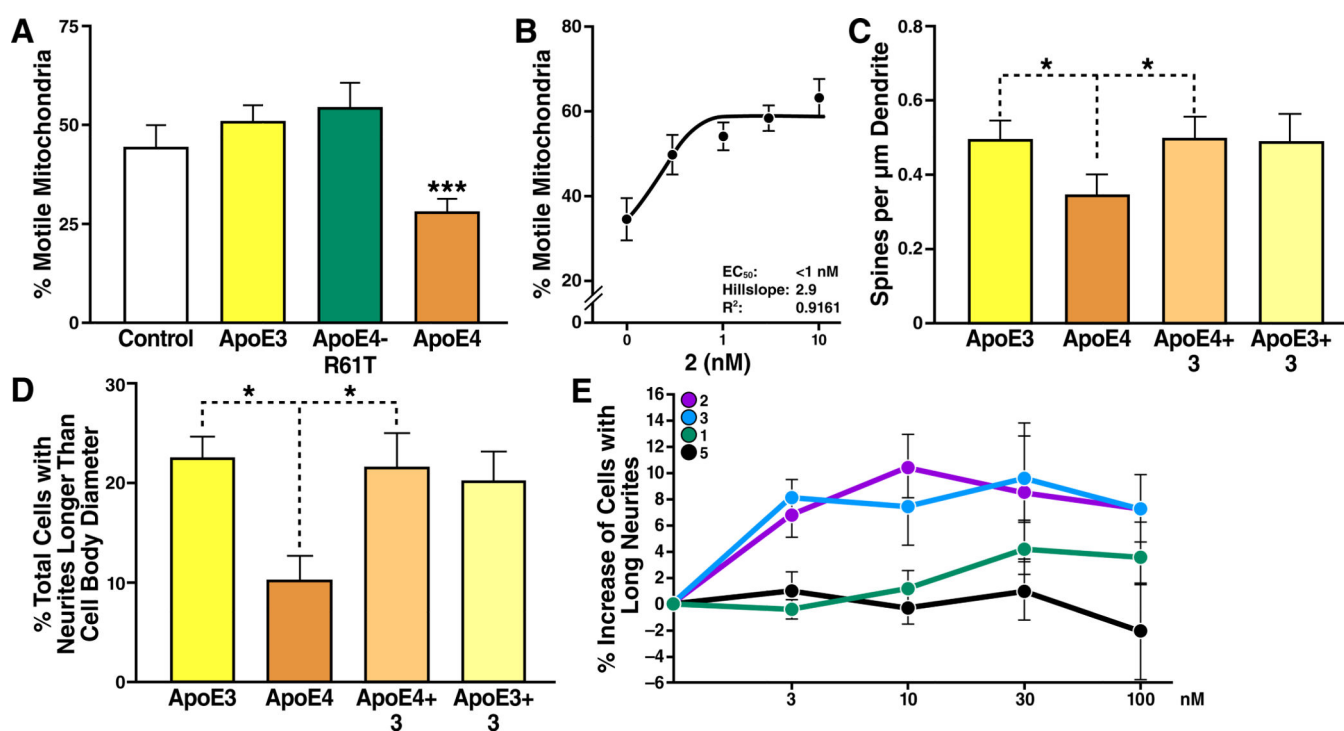 A
% Motile Mitochondria
75
50
25
0
***
Control
ApoE3
ApoE4-
R61T
ApoE4
B
% Motile Mitochondria
80
60
40
20
0
EC₅₀: <1 nM
Hillslope: 2.9
R²: 0.9161
0
1
10
2 (nM)
C
Spines per µm Dendrite
0.8
0.6
0.4
0.2
0
*
*
ApoE3
ApoE4
ApoE4+
3
ApoE3+
3
D
% Total Cells with
Neurites Longer Than
Cell Body Diameter
30
20
10
0
*
*
ApoE3
ApoE4
ApoE4+
3
ApoE3+
3
E
% Increase of Cells with
Long Neurites
16
14
12
10
8
6
4
2
0
–2
–4
–6
2
3
1
5
3
10
30
100
nM